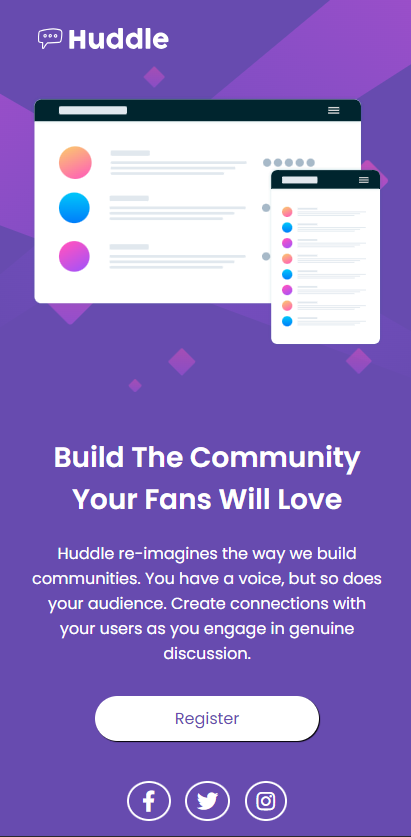 Huddle
Build The Community
Your Fans Will Love
Huddle re-imagines the way we build
communities. You have a voice, but so does
your audience. Create connections with
your users as you engage in genuine
discussion.
Register